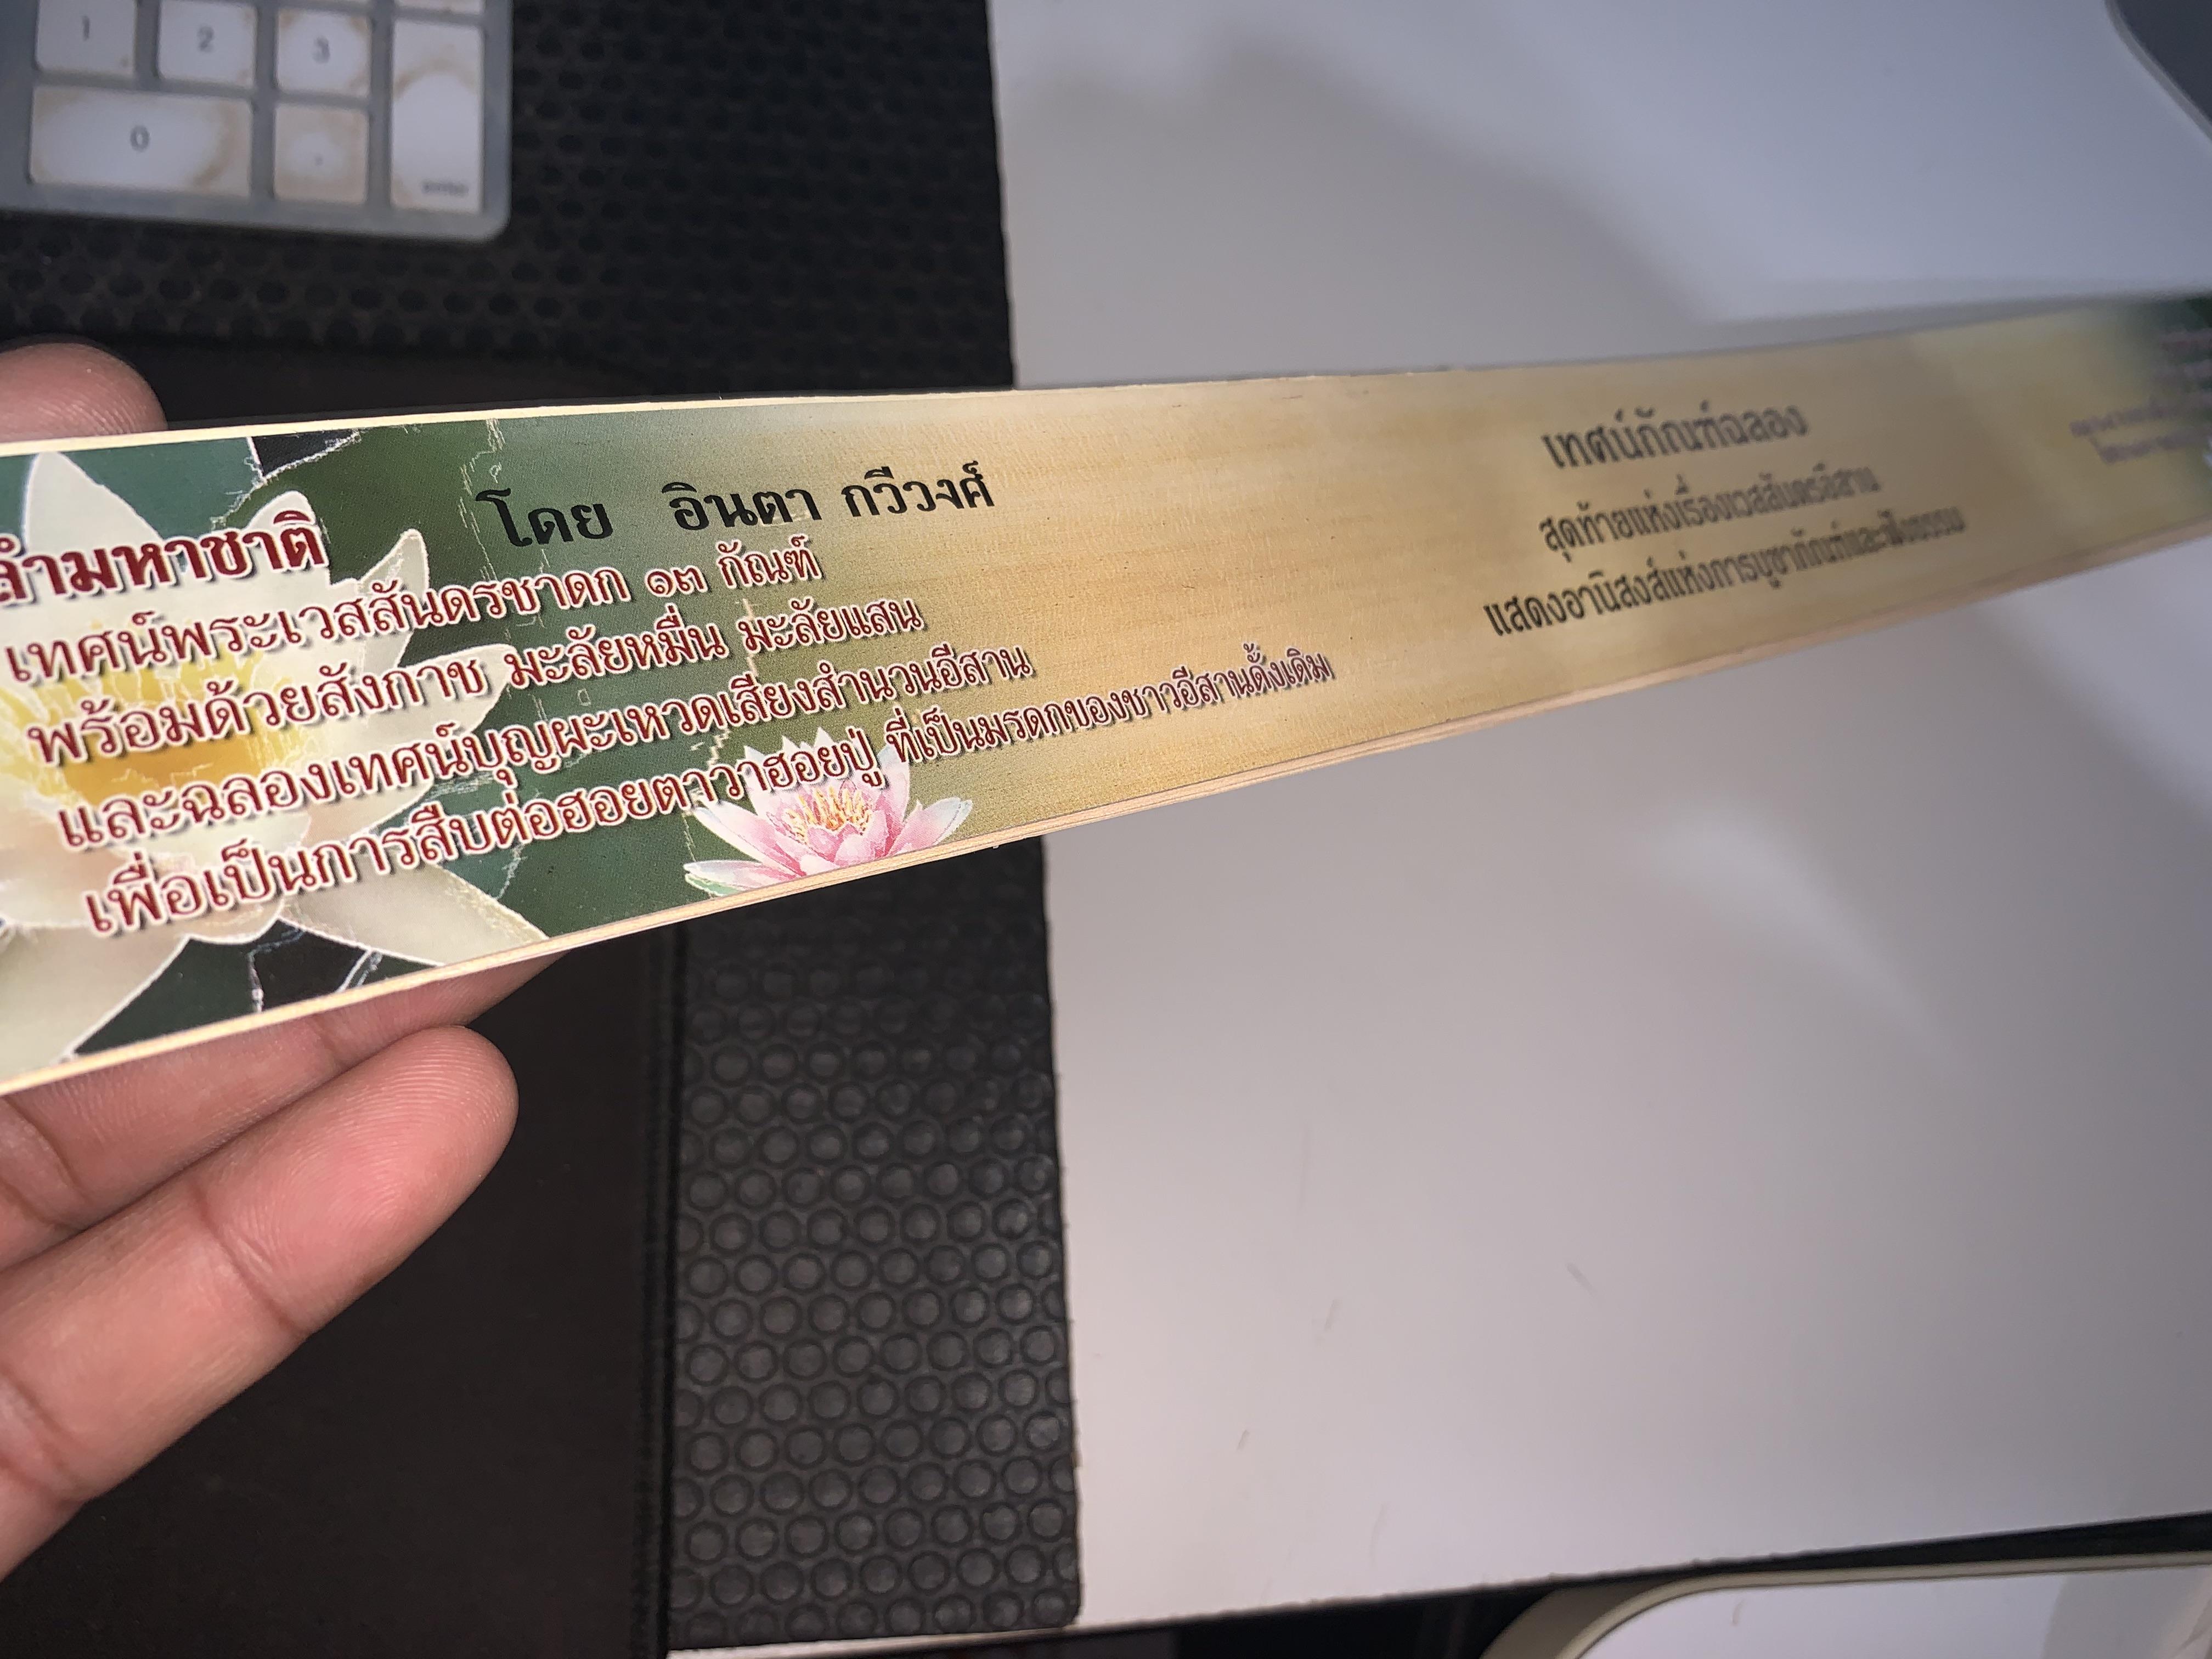 1
2
3
0
enter
ลำมหาชาติ
โดย อินตา กวีวงศ์
เทศน์พระเวสสันดรชาดก ๑๓ กัณฑ์
พร้อมด้วยสังกาช มะลัยหมื่น มะลัยแสน
และฉลองเทศน์บุญผะเหวดเสียงสำนวนอีสาน
เพื่อเป็นการสืบต่อฮอยตาวาฮอยปู่ ที่เป็นมรดกของชาวอีสานดั้งเดิม
เทศน์กัณฑ์ฉลอง
สุดท้ายแห่งเรื่องเวสสันดรอีสาน
แสดงอานิสงส์แห่งการบูชากัณฑ์และฟังธรรม